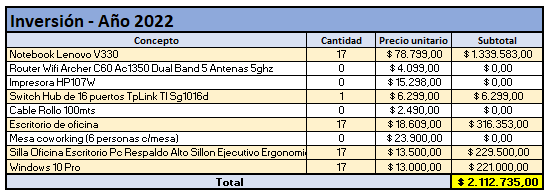 Inversión - Año 2022
Concepto Cantidad Precio unitario Subtotal
Notebook Lenovo V330 17 $ 78.799,00 $ 1.339.583,00
Router Wifi Archer C60 Ac1350 Dual Band 5 Antenas 5ghz 0 $ 4.099,00 $ 0,00
Impresora HP107W 0 $ 15.298,00 $ 0,00
Switch Hub de 16 puertos TpLink Tl Sg1016d 1 $ 6.299,00 $ 6.299,00
Cable Rollo 100mts 0 $ 2.490,00 $ 0,00
Escritorio de oficina 17 $ 18.609,00 $ 316.353,00
Mesa coworking (6 personas c/mesa) 0 $ 23.900,00 $ 0,00
Silla Oficina Escritorio Pc Respaldo Alto Sillon Ejecutivo Ergonomi 17 $ 13.500,00 $ 229.500,00
Windows 10 Pro 17 $ 13.000,00 $ 221.000,00
Total $ 2.112.735,00